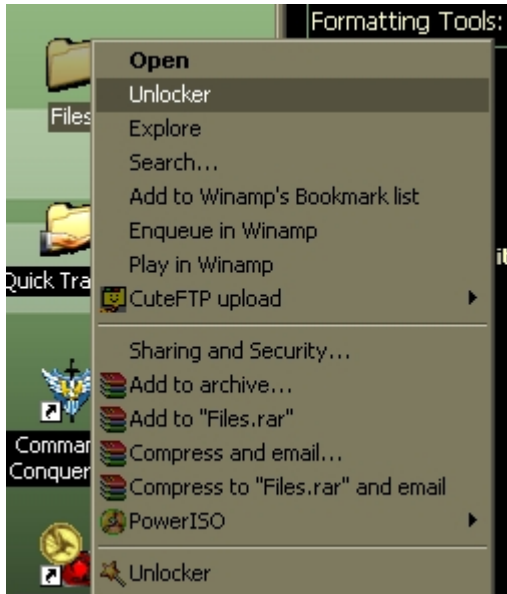 Formatting Tools:
Open
Unlocker
Files
Explore
Search...
Add to Winamp's Bookmark list
Enqueue in Winamp
Play in Winamp
Quick Tra
CuteFTP upload
Sharing and Security...
Add to archive...
Add to "Files.rar"
Comman
Conquer
Compress and email...
Compress to "Files.rar" and email
PowerISO
Unlocker